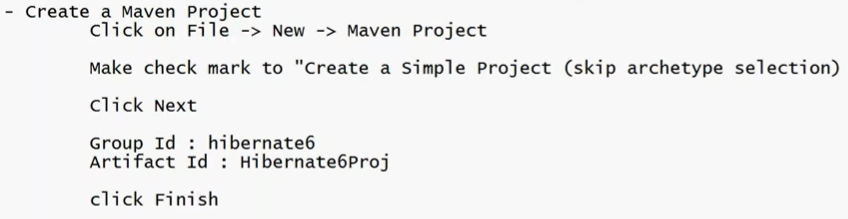 - Create a Maven Project
Click on File -> New -> Maven Project
Make check mark to "Create a Simple Project (skip archetype selection)
Click Next
Group Id : hibernate6
Artifact Id : Hibernate6Proj
click Finish